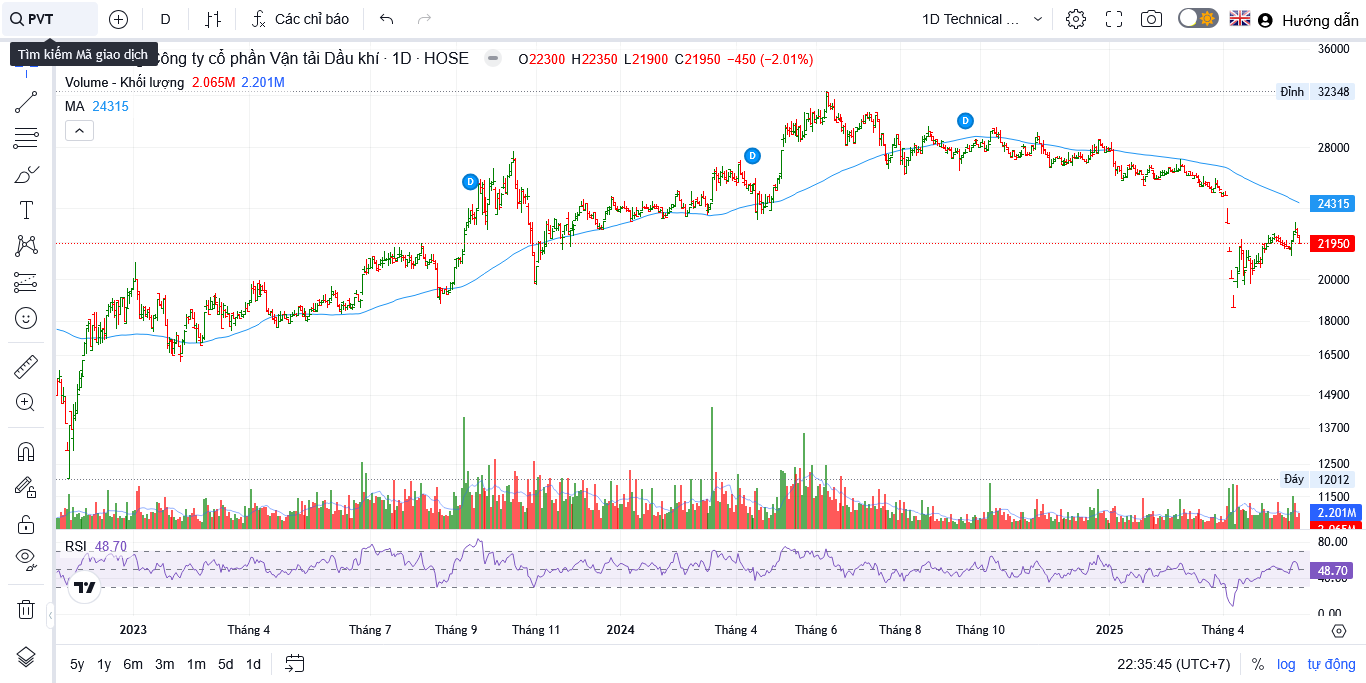 PVT D Các chỉ báo 1D Technical ... Hướng dẫn
Tìm kiếm Mã giao dịch
ông ty cổ phần Vận tải Dầu khí · 1D · HOSE O22300 H22350 L21900 C21950 −450 (−2.01%)
Volume - Khối lượng 2.065M 2.201M
MA 24315
36000
Đỉnh 32348
28000
24315
21950
20000
18000
16500
14900
13700
12500
Đáy 12012
11500
2.201M
2.065M
D
D
D
RSI 48.70
80.00
48.70
40.00
0.00
2023 Tháng 4 Tháng 7 Tháng 9 Tháng 11 2024 Tháng 4 Tháng 6 Tháng 8 Tháng 10 2025 Tháng 4
5y 1y 6m 3m 1m 5d 1d 22:35:45 (UTC+7) % log tự động